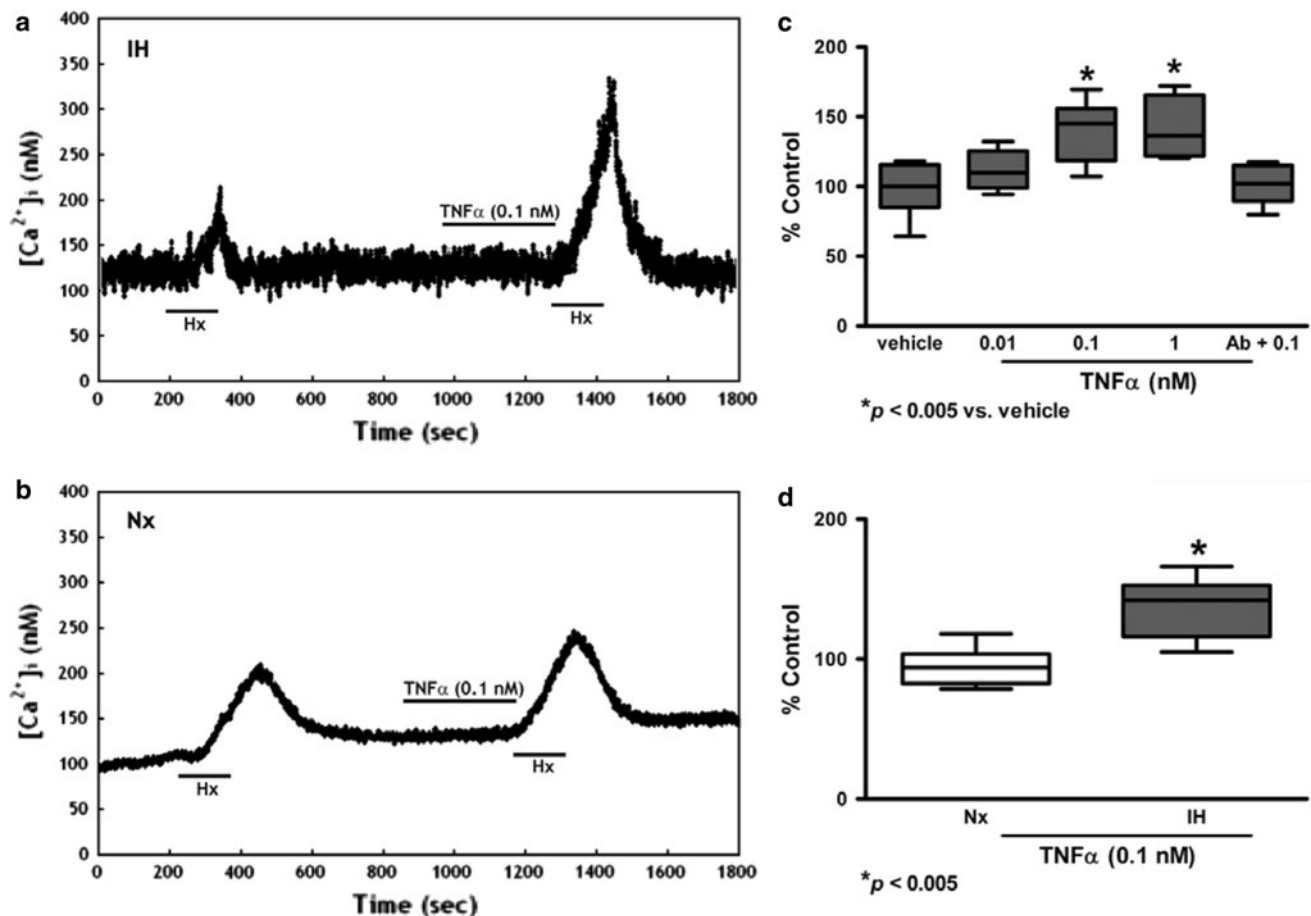 a
IH
400
350
300
250
200
150
100
50
0
[Ca²⁺]i (nM)
TNFα (0.1 nM)
Hx
Hx
0 200 400 600 800 1000 1200 1400 1600 1800
Time (sec)
b
Nx
400
350
300
250
200
150
100
50
0
[Ca²⁺]i (nM)
TNFα (0.1 nM)
Hx
Hx
0 200 400 600 800 1000 1200 1400 1600 1800
Time (sec)
c
200
150
100
50
0
% Control
* *
vehicle 0.01 0.1 1 Ab + 0.1
TNFα (nM)
*p < 0.005 vs. vehicle
d
200
100
0
% Control
*
Nx IH
TNFα (0.1 nM)
*p < 0.005